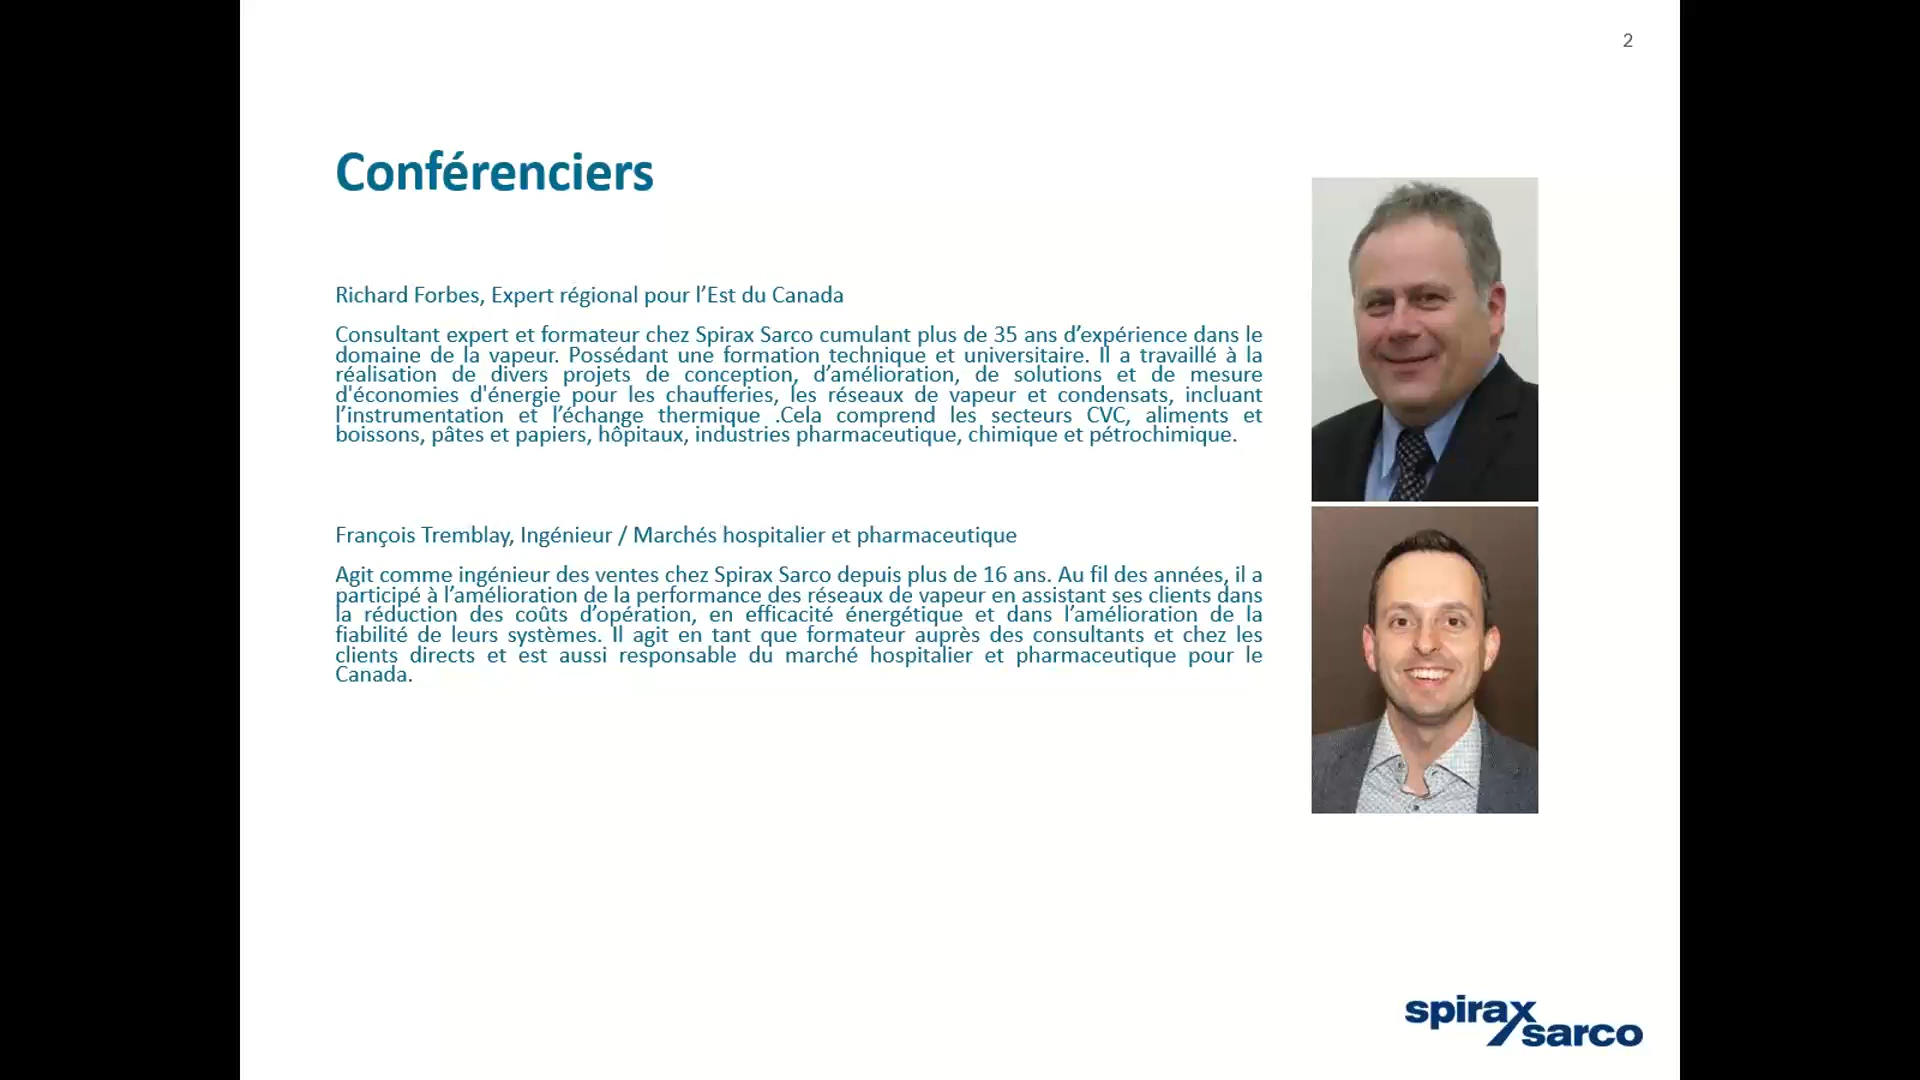 2
Conférenciers
Richard Forbes, Expert régional pour l’Est du Canada
Consultant expert et formateur chez Spirax Sarco cumulant plus de 35 ans d’expérience dans le
domaine de la vapeur. Possédant une formation technique et universitaire. Il a travaillé à la
réalisation de divers projets de conception, d’amélioration, de solutions et de mesure
d'économies d'énergie pour les chaufferies, les réseaux de vapeur et condensats, incluant
l’instrumentation et l’échange thermique .Cela comprend les secteurs CVC, aliments et
boissons, pâtes et papiers, hôpitaux, industries pharmaceutique, chimique et pétrochimique.
François Tremblay, Ingénieur / Marchés hospitalier et pharmaceutique
Agit comme ingénieur des ventes chez Spirax Sarco depuis plus de 16 ans. Au fil des années, il a
participé à l’amélioration de la performance des réseaux de vapeur en assistant ses clients dans
la réduction des coûts d’opération, en efficacité énergétique et dans l’amélioration de la
fiabilité de leurs systèmes. Il agit en tant que formateur auprès des consultants et chez les
clients directs et est aussi responsable du marché hospitalier et pharmaceutique pour le
Canada.
spirax
sarco